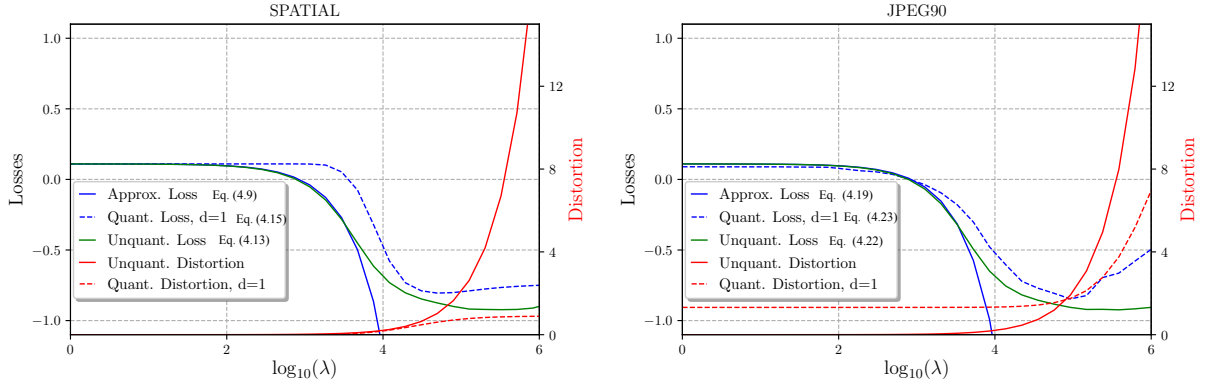 SPATIAL
1.0
0.5
0.0
−0.5
−1.0
Losses
12
8
4
0
Distortion
Approx. Loss Eq. (4.9)
Quant. Loss, d=1 Eq. (4.15)
Unquant. Loss Eq. (4.13)
Unquant. Distortion
Quant. Distortion, d=1
0 2 4 6
log₁₀(λ)
JPEG90
1.0
0.5
0.0
−0.5
−1.0
Losses
12
8
4
0
Distortion
Approx. Loss Eq. (4.19)
Quant. Loss, d=1 Eq. (4.23)
Unquant. Loss Eq. (4.22)
Unquant. Distortion
Quant. Distortion, d=1
0 2 4 6
log₁₀(λ)